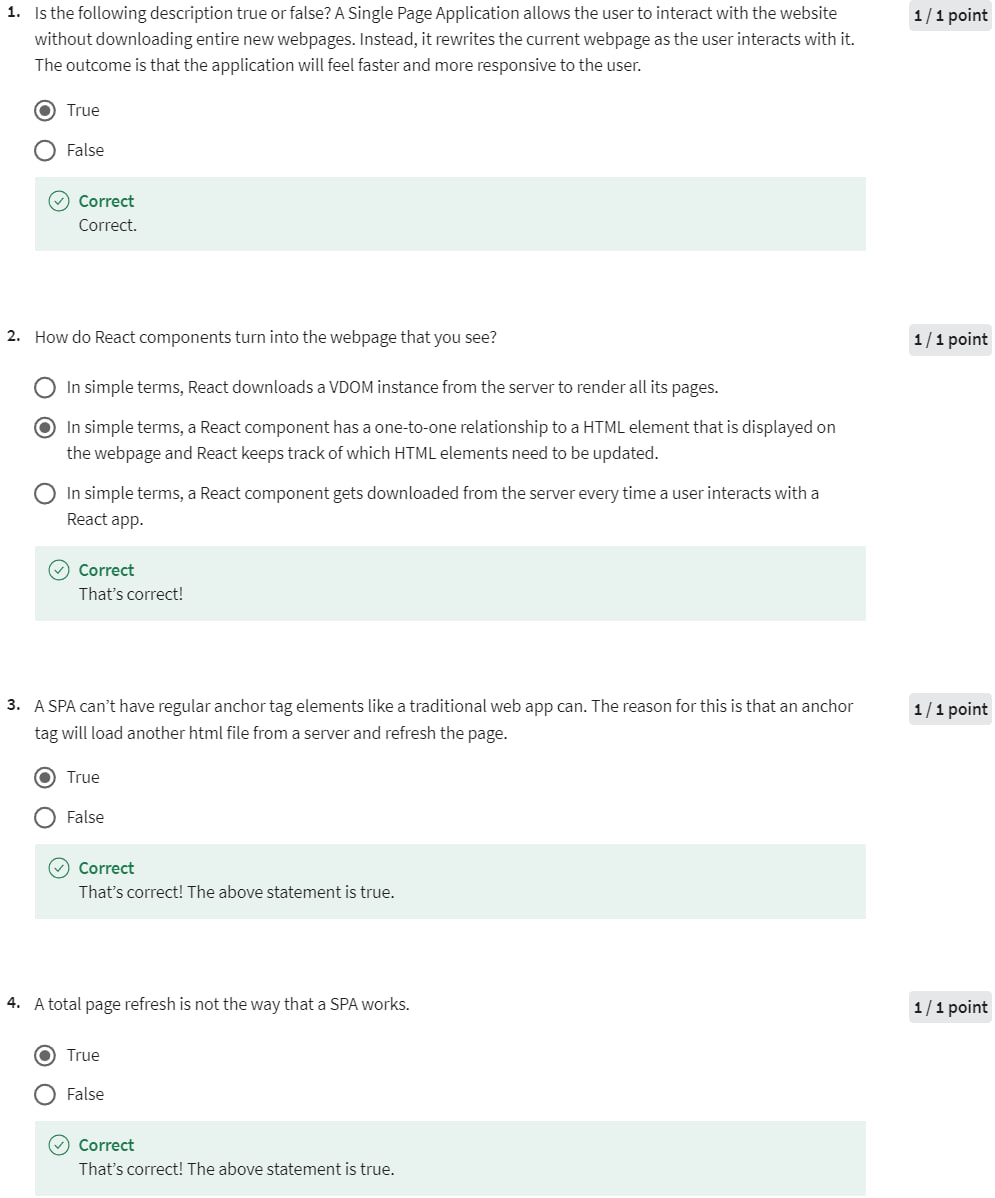 1. Is the following description true or false? A Single Page Application allows the user to interact with the website
1 / 1 point
without downloading entire new webpages. Instead, it rewrites the current webpage as the user interacts with it.
The outcome is that the application will feel faster and more responsive to the user.
True
False
Correct
Correct.
2. How do React components turn into the webpage that you see?
1 / 1 point
In simple terms, React downloads a VDOM instance from the server to render all its pages.
In simple terms, a React component has a one-to-one relationship to a HTML element that is displayed on
the webpage and React keeps track of which HTML elements need to be updated.
In simple terms, a React component gets downloaded from the server every time a user interacts with a
React app.
Correct
That's correct!
3. A SPA can't have regular anchor tag elements like a traditional web app can. The reason for this is that an anchor
1 / 1 point
tag will load another html file from a server and refresh the page.
True
False
Correct
That's correct! The above statement is true.
4. A total page refresh is not the way that a SPA works.
1 / 1 point
True
False
Correct
That's correct! The above statement is true.